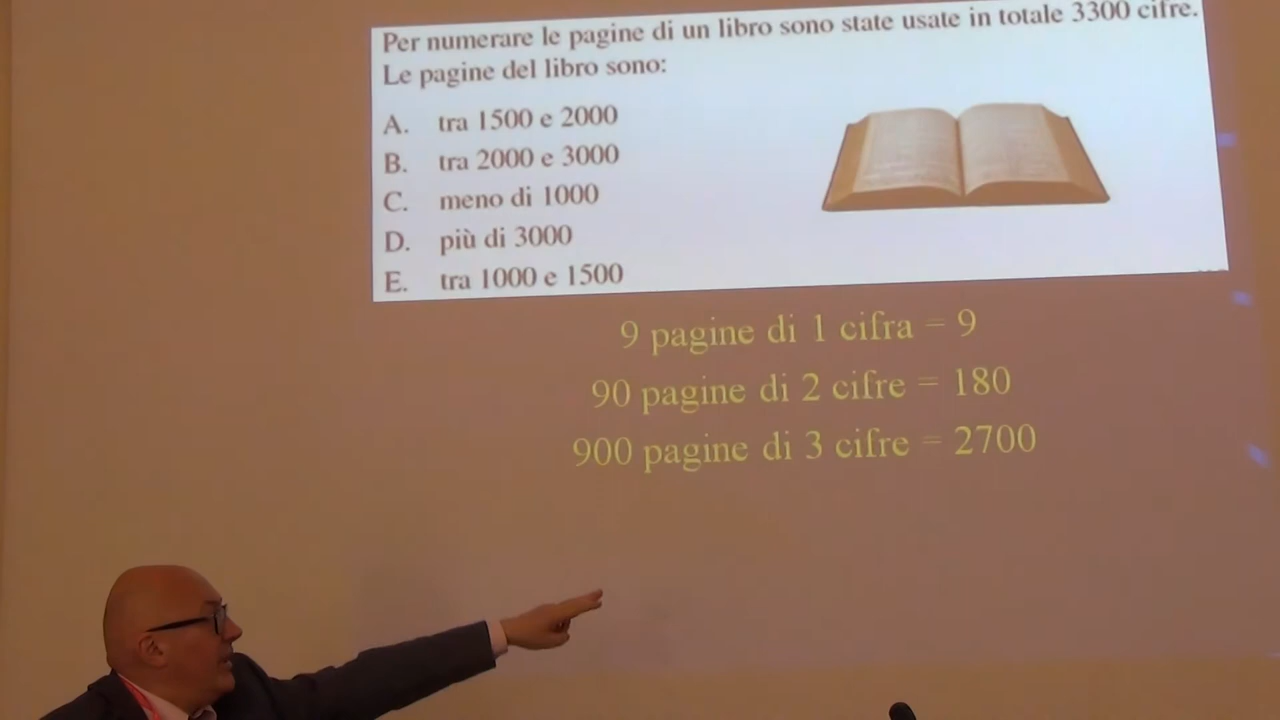 Per numerare le pagine di un libro sono state usate in totale 3300 cifre.
Le pagine del libro sono:
A. tra 1500 e 2000
B. tra 2000 e 3000
C. meno di 1000
D. più di 3000
E. tra 1000 e 1500
9 pagine di 1 cifra = 9
90 pagine di 2 cifre = 180
900 pagine di 3 cifre = 2700